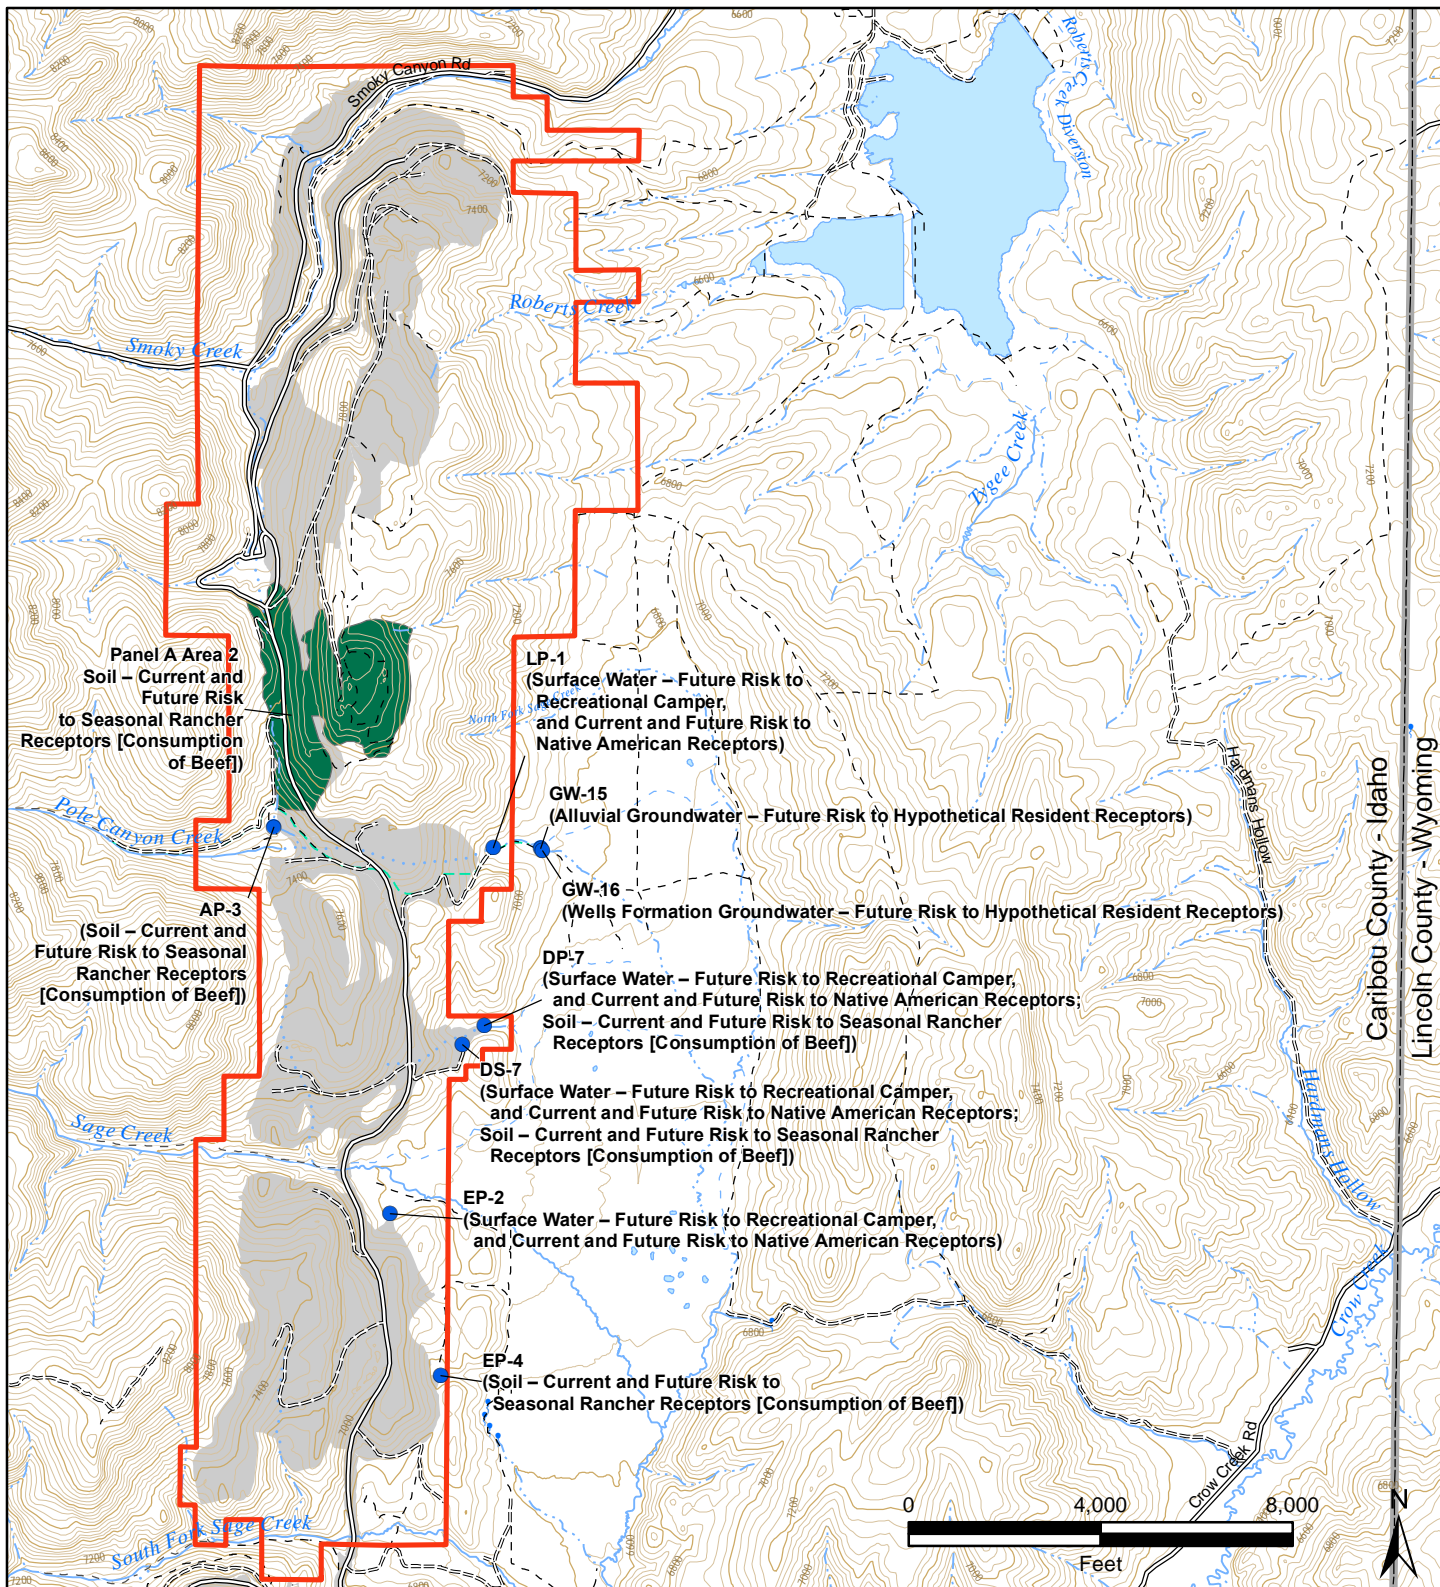 Smoky Canyon Rd
Roberts
Creek Diversion
Roberts Creek
Smoky Creek
Tygee Creek
Panel A Area 2
Soil – Current and
Future Risk
to Seasonal Rancher
Receptors [Consumption
of Beef])
LP-1
(Surface Water – Future Risk to
Recreational Camper,
and Current and Future Risk to
Native American Receptors)
North Fork Sage Creek
GW-15
(Alluvial Groundwater – Future Risk to Hypothetical Resident Receptors)
Pole Canyon Creek
GW-16
(Wells Formation Groundwater – Future Risk to Hypothetical Resident Receptors)
AP-3
(Soil – Current and
Future Risk to Seasonal
Rancher Receptors
[Consumption of Beef])
DP-7
(Surface Water – Future Risk to Recreational Camper,
and Current and Future Risk to Native American Receptors;
Soil – Current and Future Risk to Seasonal Rancher
Receptors [Consumption of Beef])
DS-7
(Surface Water – Future Risk to Recreational Camper,
and Current and Future Risk to Native American Receptors;
Soil – Current and Future Risk to Seasonal Rancher
Receptors [Consumption of Beef])
Sage Creek
EP-2
(Surface Water – Future Risk to Recreational Camper,
and Current and Future Risk to Native American Receptors)
EP-4
(Soil – Current and Future Risk to
Seasonal Rancher Receptors [Consumption of Beef])
South Fork Sage Creek
Hardmans Hollow
Hardmans Hollow
Caribou County - Idaho
Lincoln County - Wyoming
Crow Creek
Crow Creek Rd
0 4,000 8,000
Feet
N